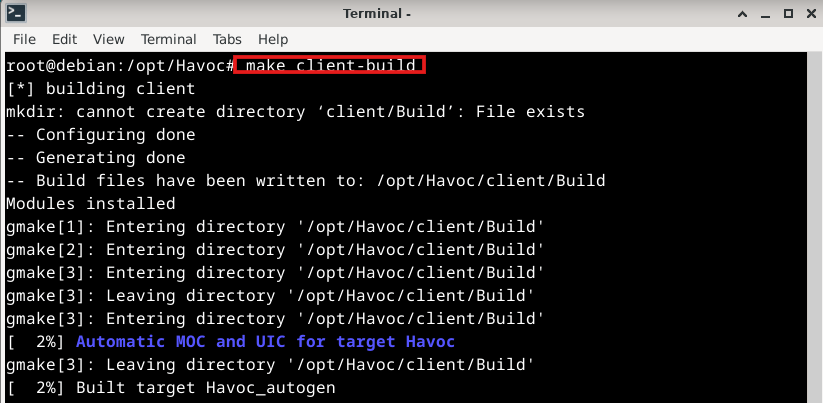 Terminal -
File Edit View Terminal Tabs Help
root@debian:/opt/Havoc# make client-build
[*] building client
mkdir: cannot create directory ‘client/Build’: File exists
-- Configuring done
-- Generating done
-- Build files have been written to: /opt/Havoc/client/Build
Modules installed
gmake[1]: Entering directory '/opt/Havoc/client/Build'
gmake[2]: Entering directory '/opt/Havoc/client/Build'
gmake[3]: Entering directory '/opt/Havoc/client/Build'
gmake[3]: Leaving directory '/opt/Havoc/client/Build'
gmake[3]: Entering directory '/opt/Havoc/client/Build'
[  2%] Automatic MOC and UIC for target Havoc
gmake[3]: Leaving directory '/opt/Havoc/client/Build'
[  2%] Built target Havoc_autogen